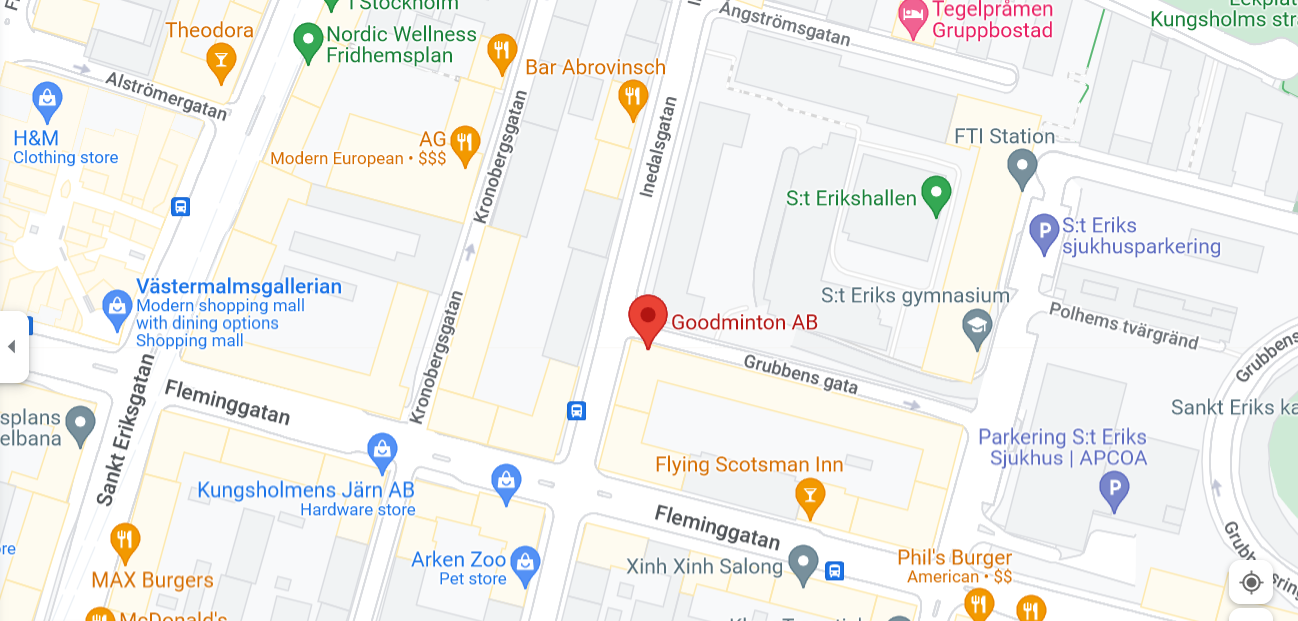 Stockholm
Theodora
Nordic Wellness
Fridhemsplan
Bar Abrovinsch
Ångströmsgatan
Tegelpråmen
Gruppbostad
Kungsholms
Alströmergatan
H&M
Clothing store
AG
Modern European • $$$
Kronobergsgatan
Inedalsgatan
FTI Station
S:t Erikshallen
S:t Eriks
sjukhusparkering
Västermalmsgallerian
Modern shopping mall
with dining options
Shopping mall
S:t Eriks gymnasium
Goodminton AB
Polhems tvärgränd
Grubbens
Kronobergsgatan
Grubbens gata
Sankt Eriksgatan
Fleminggatan
splans
elbana
Sankt Eriks ka
Parkering S:t Eriks
Sjukhus | APCOA
Flying Scotsman Inn
Kungsholmens Järn AB
Hardware store
Fleminggatan
Arken Zoo
Pet store
Xinh Xinh Salong
Phil's Burger
American • $$
MAX Burgers
McDonald's